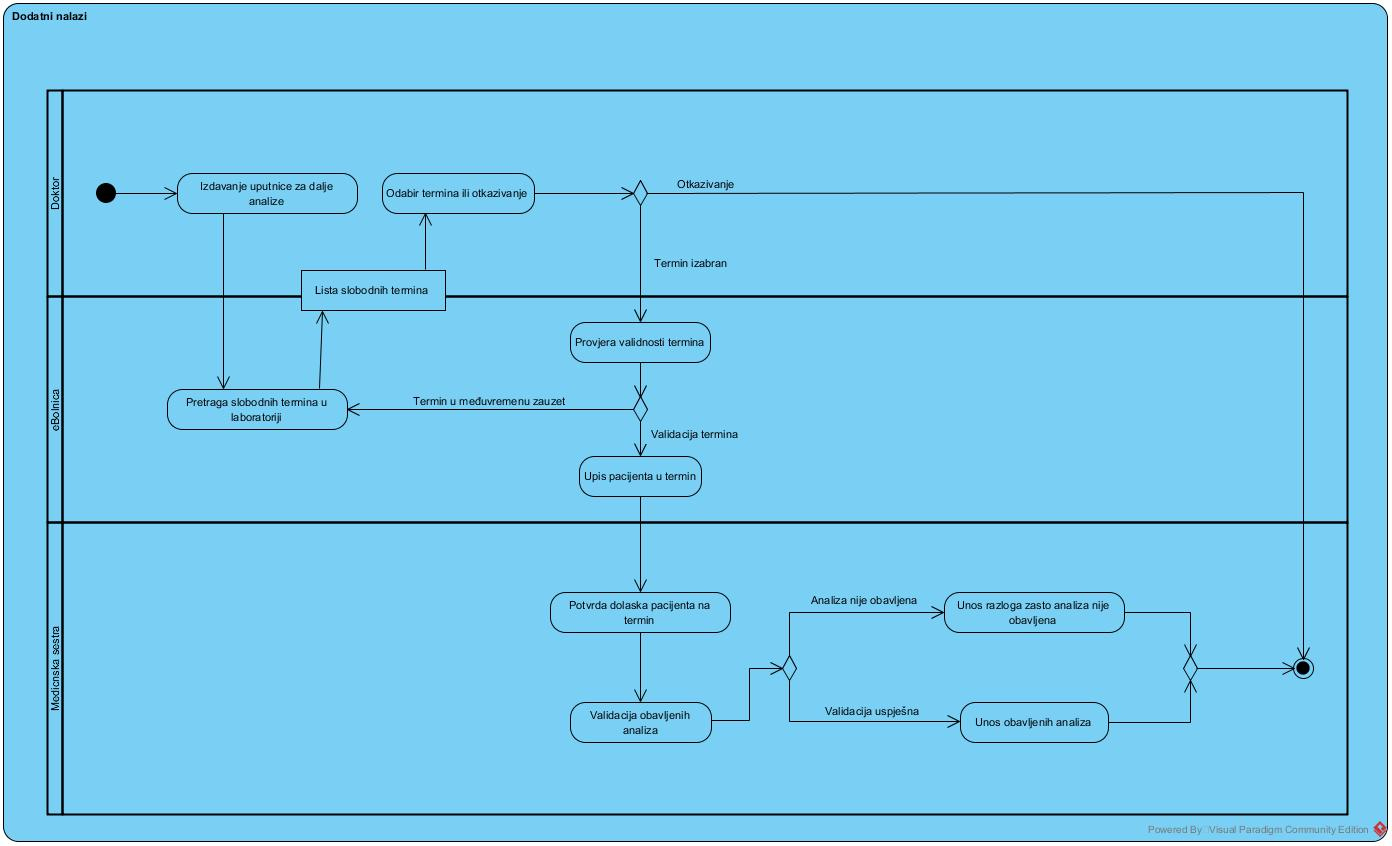 Dodatni nalazi
Doktor
Izdavanje uputnice za dalje
analize
Odabir termina ili otkazivanje
Otkazivanje
Termin izabran
Lista slobodnih termina
eBolnica
Provjera validnosti termina
Pretraga slobodnih termina u
laboratoriji
Termin u međuvremenu zauzet
Validacija termina
Upis pacijenta u termin
Medicnska sestra
Potvrda dolaska pacijenta na
termin
Analiza nije obavljena
Unos razloga zasto analiza nije
obavljena
Validacija obavljenih
analiza
Validacija uspješna
Unos obavljenih analiza
Powered By Visual Paradigm Community Edition